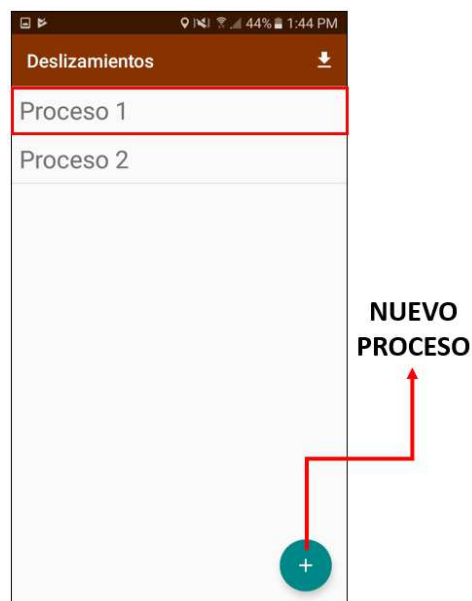 44% 1:44 PM
Deslizamientos
Proceso 1
Proceso 2
NUEVO
PROCESO
+